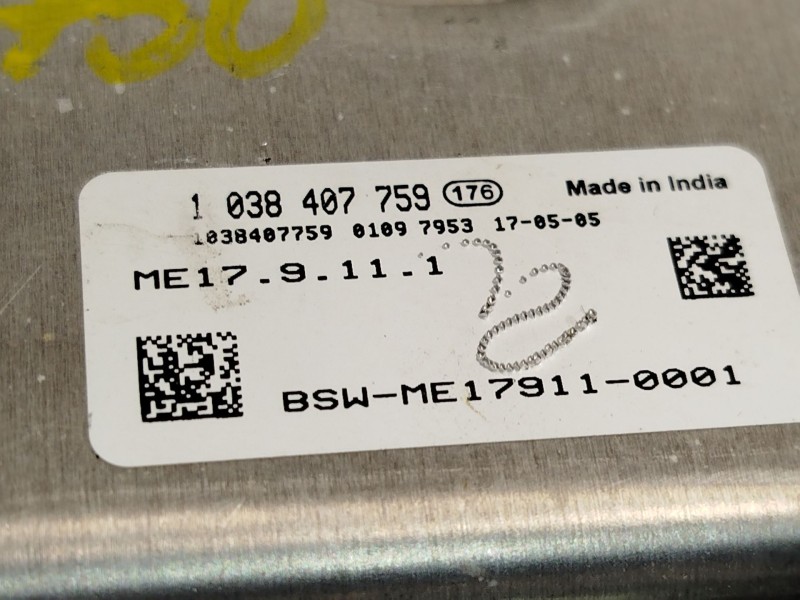 1 038 407 759 176 Made in India
1038407759 0109 7953 17-05-05
ME17.9.11.1
BSW-ME17911-0001